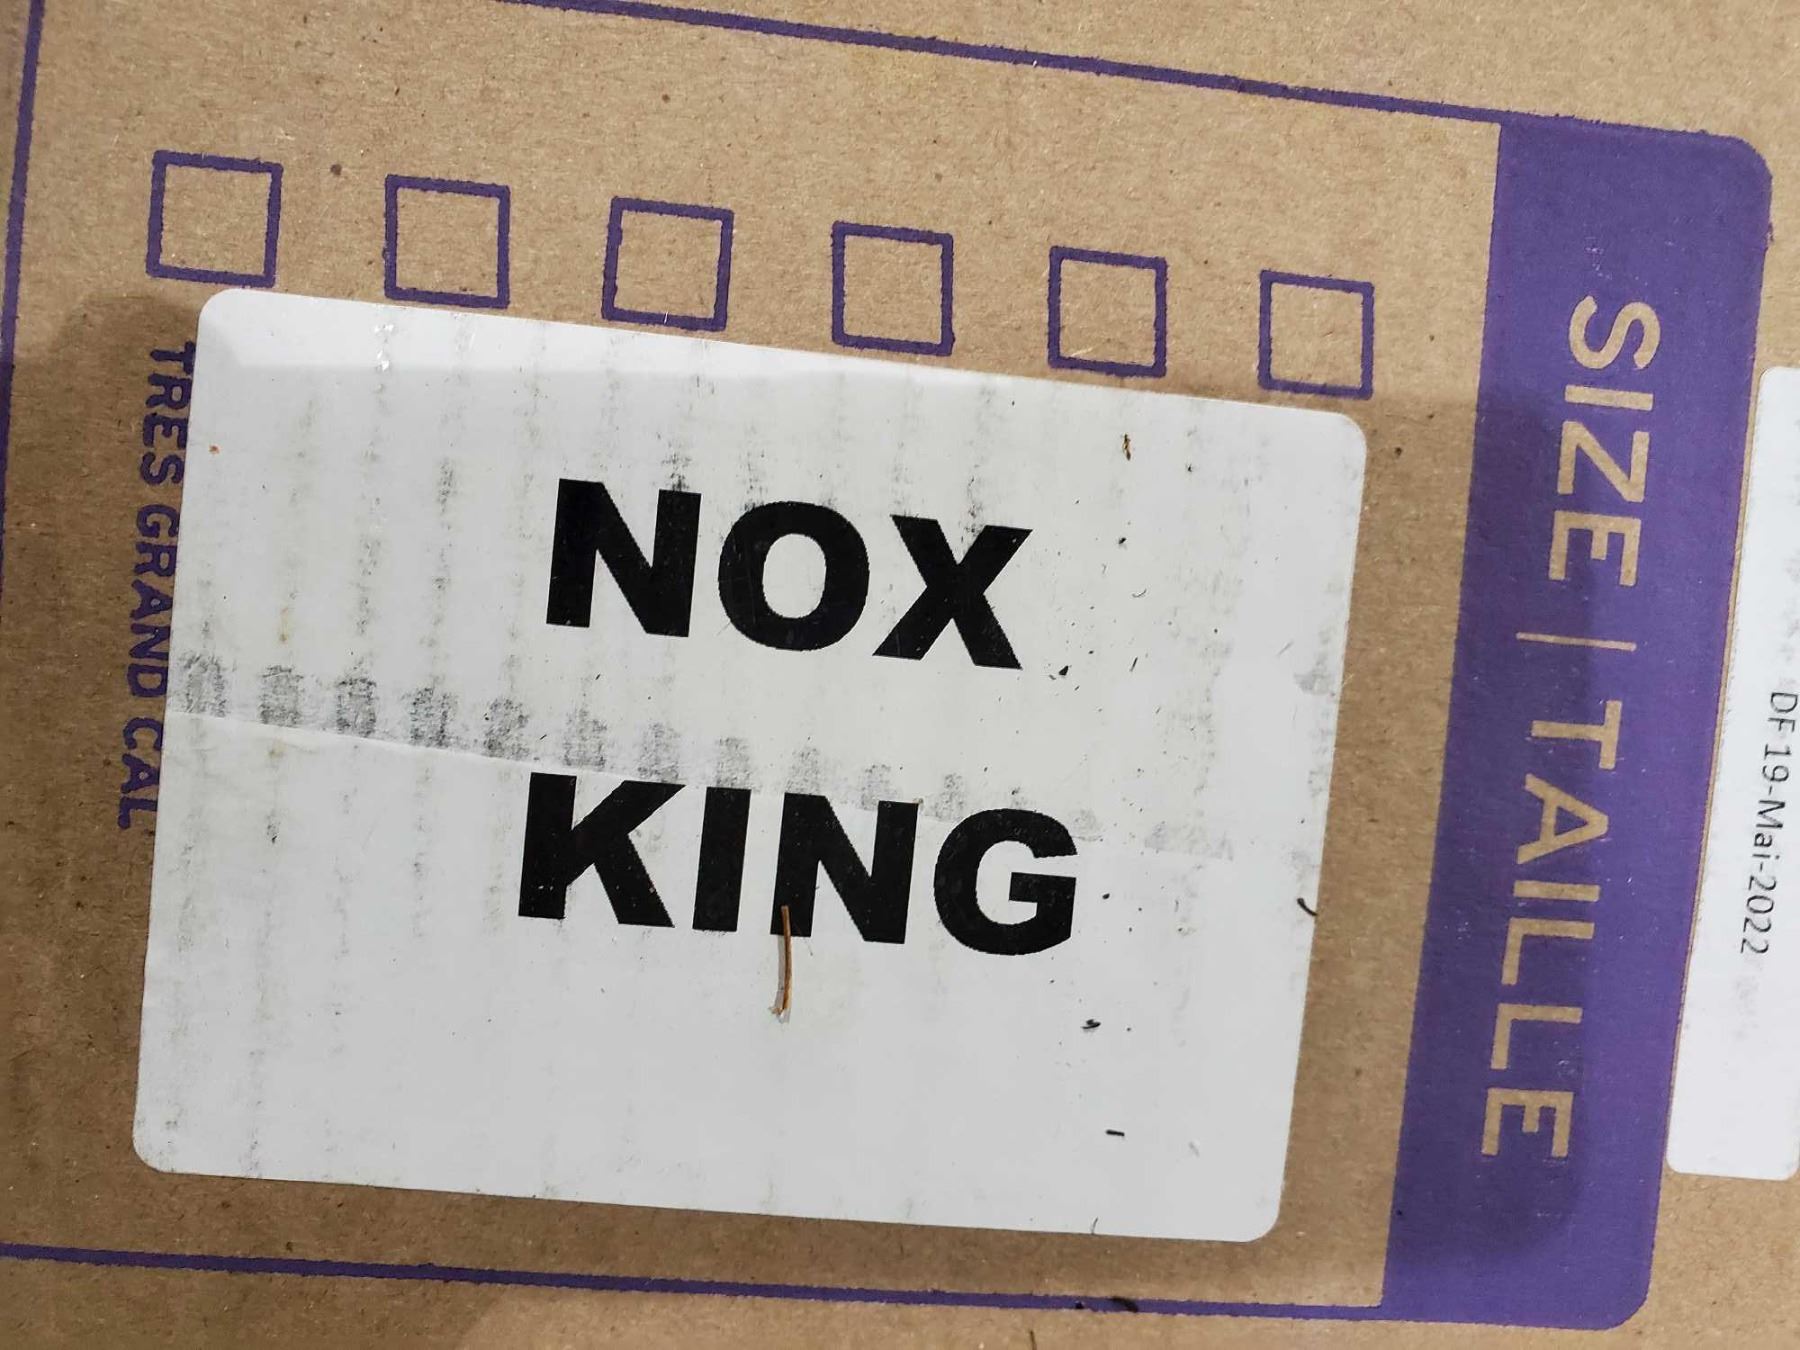 NOX
KING
SIZE | TAILLE
TRES GRAND CAL
DF 19-Mai-2022